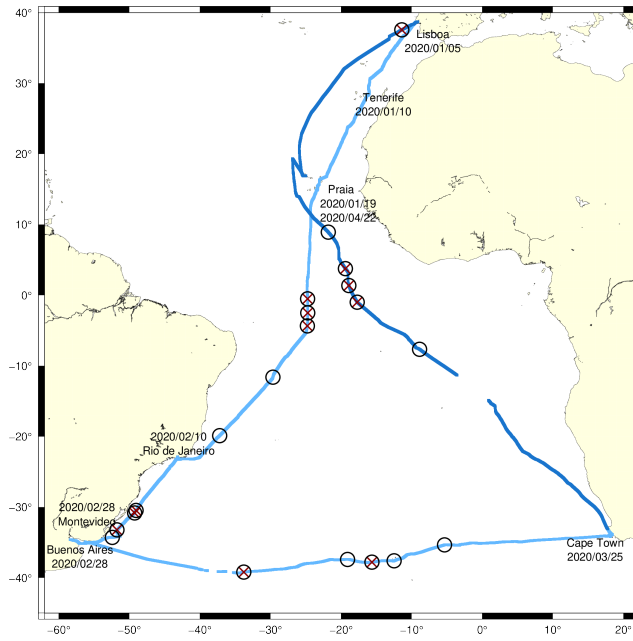 40°
30°
20°
10°
0°
−10°
−20°
−30°
−40°
Lisboa
2020/01/05
Tenerife
2020/01/10
Praia
2020/01/19
2020/04/22
2020/02/10
Rio de Janeiro
2020/02/28
Montevideo
Buenos Aires
2020/02/28
Cape Town
2020/03/25
−60° −50° −40° −30° −20° −10° 0° 10° 20°